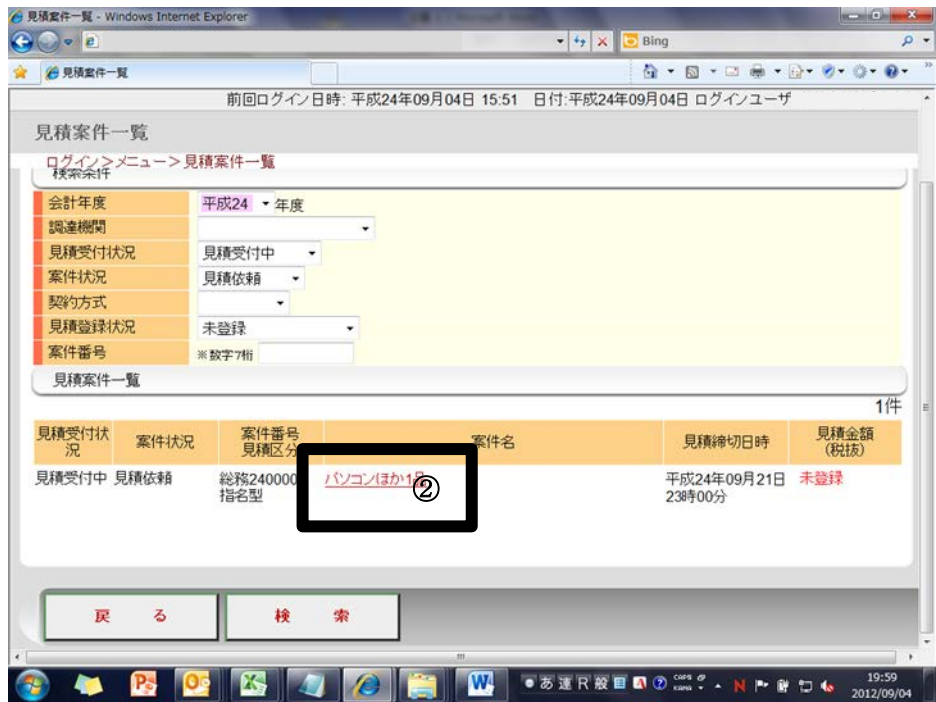 見積案件一覧 - Windows Internet Explorer
Bing
見積案件一覧
前回ログイン日時: 平成24年09月04日 15:51 日付:平成24年09月04日 ログインユーザ
見積案件一覧
ログイン>メニュー>見積案件一覧
検索条件
会計年度 平成24 年度
調達機関
見積受付状況 見積受付中
案件状況 見積依頼
契約方式
見積登録状況 未登録
案件番号 ※数字7桁
見積案件一覧
1件
見積受付状況 案件状況 案件番号 見積区分 案件名 見積締切日時 見積金額(税抜)
見積受付中 見積依頼 総務240000 パソコンほか1品 平成24年09月21日 未登録
指名型 ② 23時00分
戻る 検索
あ 連 R 般 CAPS KANA 19:59
2012/09/04